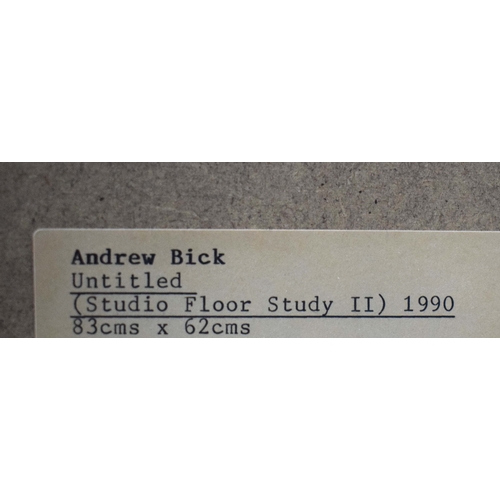 Andrew Bick
Untitled
(Studio Floor Study II) 1990
83cms x 62cms